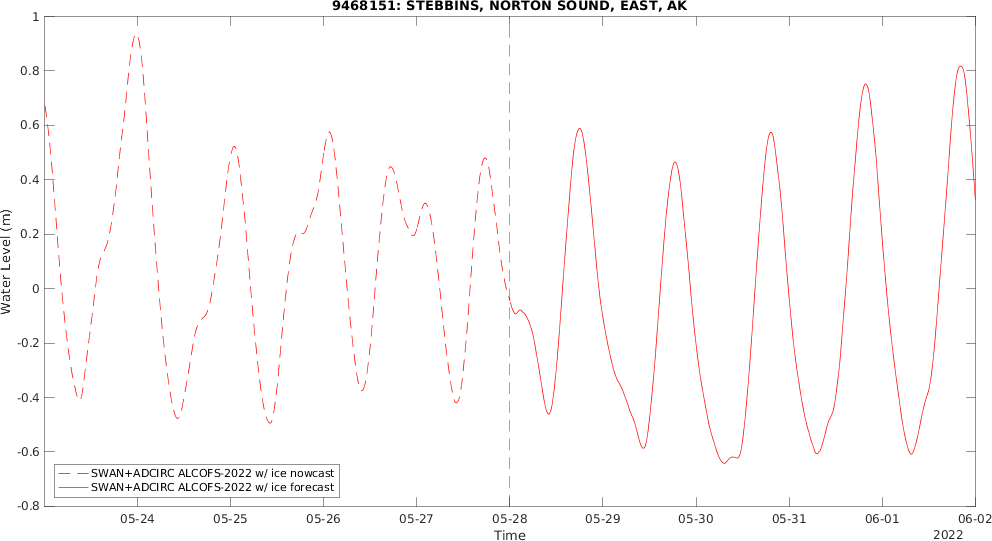 9468151: STEBBINS, NORTON SOUND, EAST, AK
1
0.8
0.6
0.4
0.2
0
-0.2
-0.4
-0.6
-0.8
Water Level (m)
SWAN+ADCIRC ALCOFS-2022 w/ ice nowcast
SWAN+ADCIRC ALCOFS-2022 w/ ice forecast
05-24 05-25 05-26 05-27 05-28 05-29 05-30 05-31 06-01 06-02
Time
2022